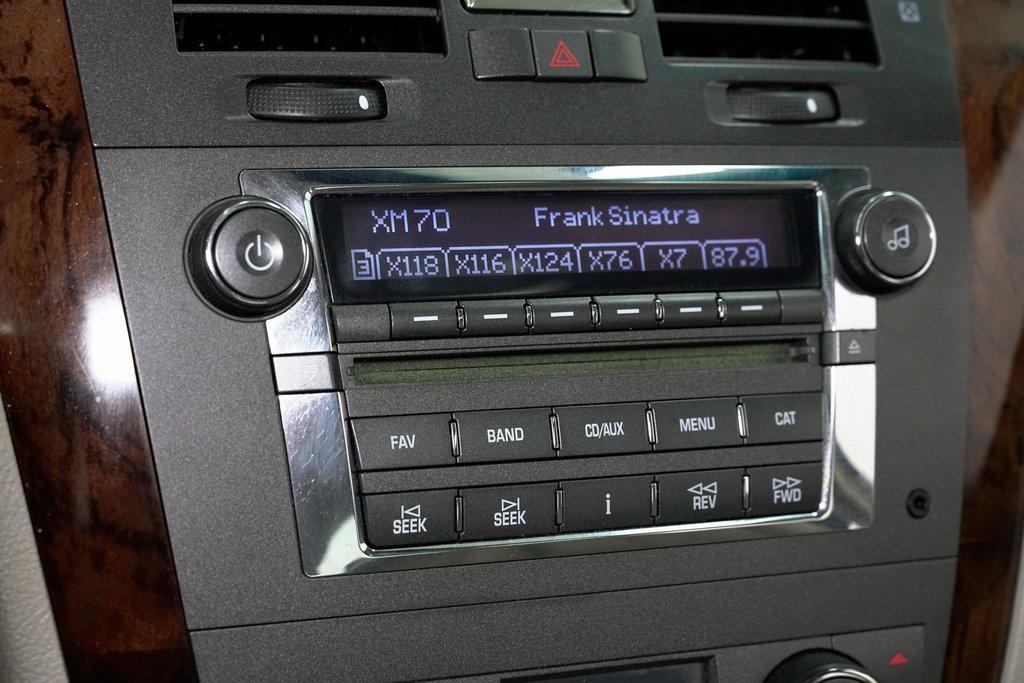 XM70 Frank Sinatra
3 X118 X116 X124 X76 X7 87.9
FAV BAND CD/AUX MENU CAT
SEEK SEEK i REV FWD